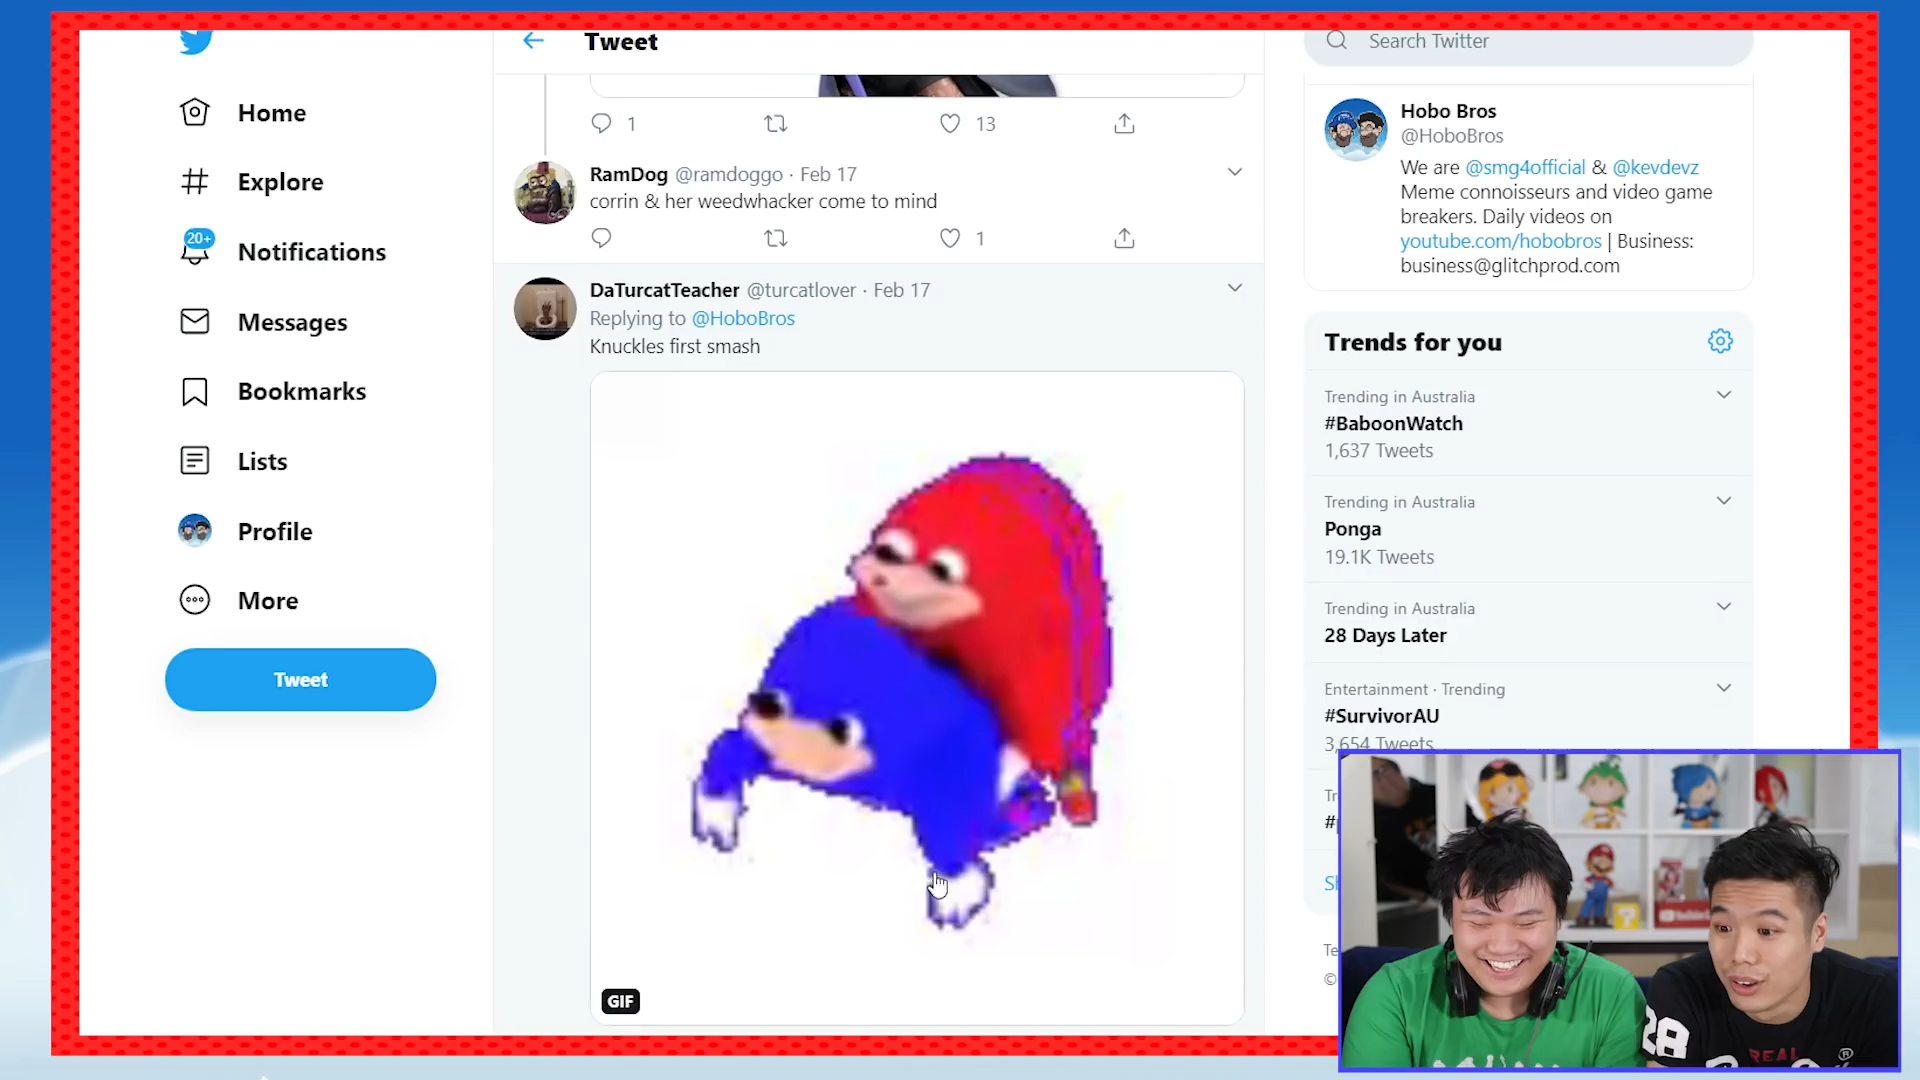 Home
Explore
20+
Notifications
Messages
Bookmarks
Lists
Profile
More
Tweet
Tweet
1
13
RamDog @ramdoggo · Feb 17
corrin & her weedwhacker come to mind
1
DaTurcatTeacher @turcatlover · Feb 17
Replying to @HoboBros
Knuckles first smash
GIF
Search Twitter
Hobo Bros
@HoboBros
We are @smg4official & @kevdevz
Meme connoisseurs and video game
breakers. Daily videos on
youtube.com/hobobros | Business:
business@glitchprod.com
Trends for you
Trending in Australia
#BaboonWatch
1,637 Tweets
Trending in Australia
Ponga
19.1K Tweets
Trending in Australia
28 Days Later
Entertainment · Trending
#SurvivorAU
3,654 Tweets
28
REAL